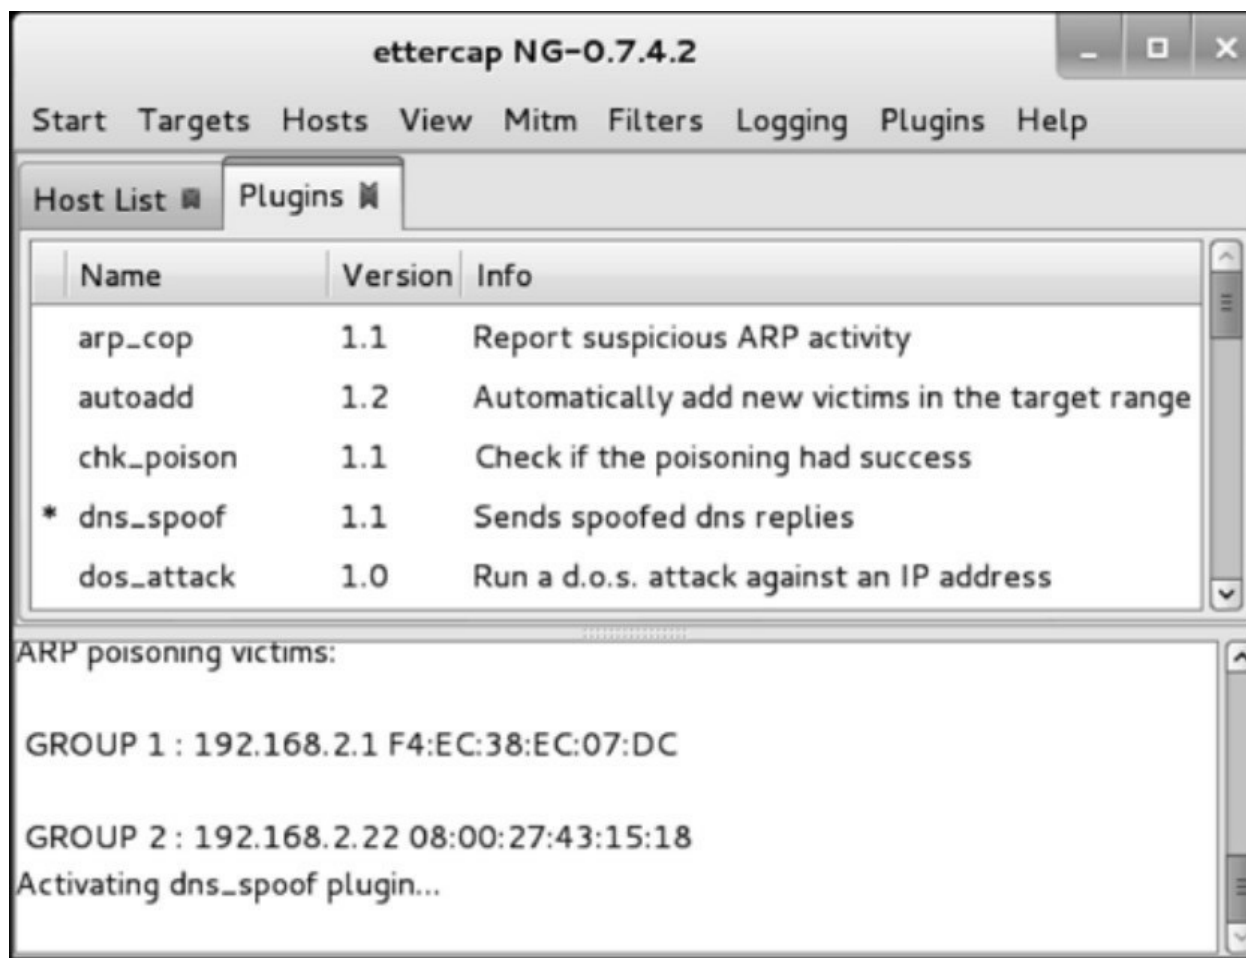 ettercap NG-0.7.4.2
Start Targets Hosts View Mitm Filters Logging Plugins Help
Host List Plugins
Name Version Info
arp_cop 1.1 Report suspicious ARP activity
autoadd 1.2 Automatically add new victims in the target range
chk_poison 1.1 Check if the poisoning had success
* dns_spoof 1.1 Sends spoofed dns replies
dos_attack 1.0 Run a d.o.s. attack against an IP address
ARP poisoning victims:
GROUP 1 : 192.168.2.1 F4:EC:38:EC:07:DC
GROUP 2 : 192.168.2.22 08:00:27:43:15:18
Activating dns_spoof plugin...